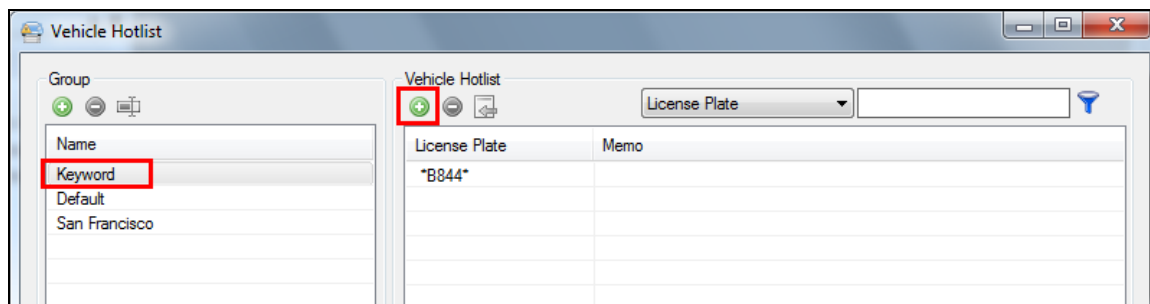 Vehicle Hotlist
Group
Vehicle Hotlist
License Plate
Name
License Plate Memo
Keyword
*B844*
Default
San Francisco